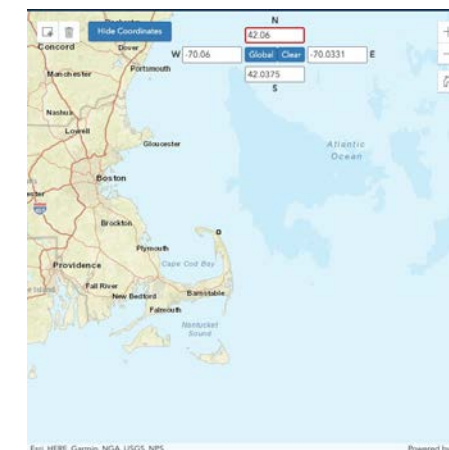 Hide Coordinates
N
42.06
W
-70.06
Global
Clear
-70.0331
E
42.0375
S
Concord
Dover
Portsmouth
Manchester
Nashua
Lowell
Gloucester
Atlantic
Ocean
Boston
Brockton
Plymouth
Cape Cod Bay
Providence
Fall River
New Bedford
Barnstable
Falmouth
Nantucket
Sound
Esri, HERE, Garmin, NGA, USGS, NPS
Powered by